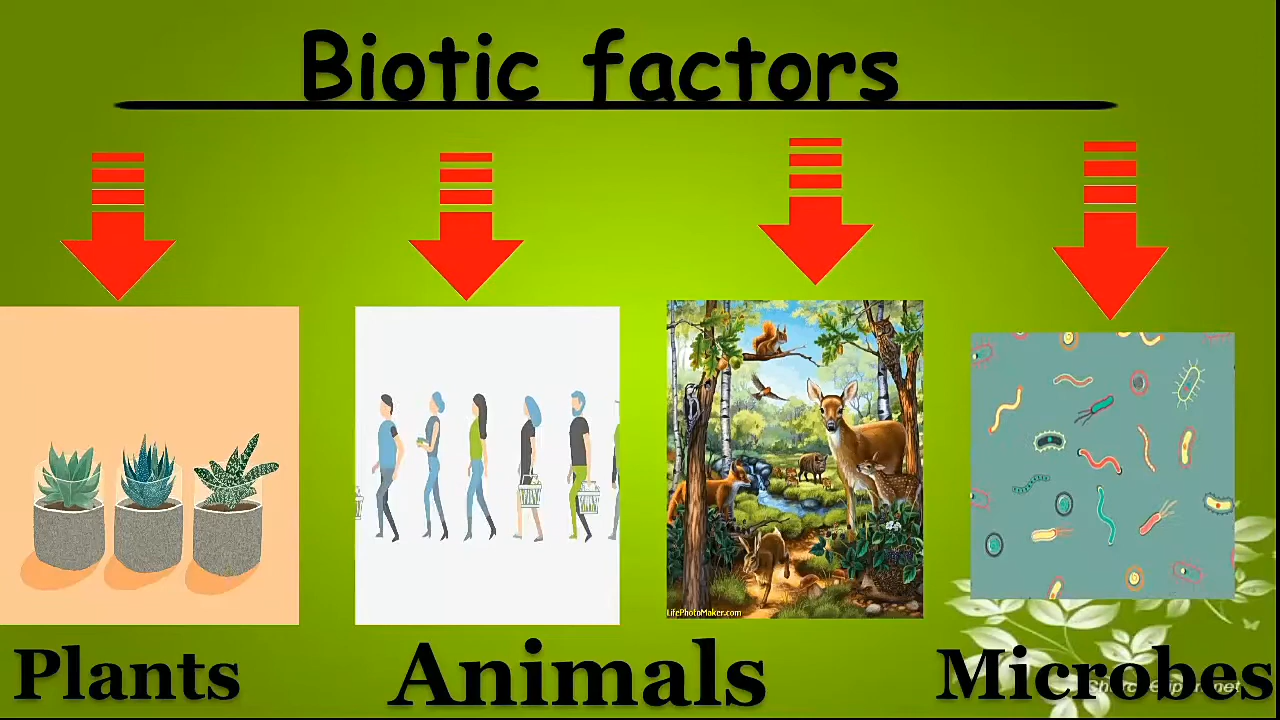 Biotic factors
LifePhotoMaker.com
Plants
Animals
Microbes